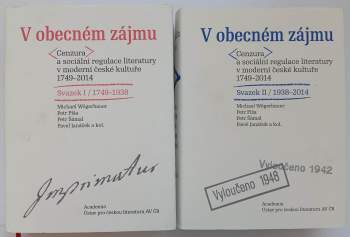 V obecném zájmu
Cenzura
a sociální regulace literatury
v moderní české kultuře
1749–2014
Svazek I / 1749–1938
Michael Wögerbauer
Petr Píša
Petr Šámal
Pavel Janáček a kol.
Imprimatur
Academia
Ústav pro českou literaturu AV ČR
V obecném zájmu
Cenzura
a sociální regulace literatury
v moderní české kultuře
1749–2014
Svazek II / 1938–2014
Michael Wögerbauer
Petr Píša
Petr Šámal
Pavel Janáček a kol.
Vyloučeno 1942
Vyloučeno 1948
Academia
Ústav pro českou literaturu AV ČR